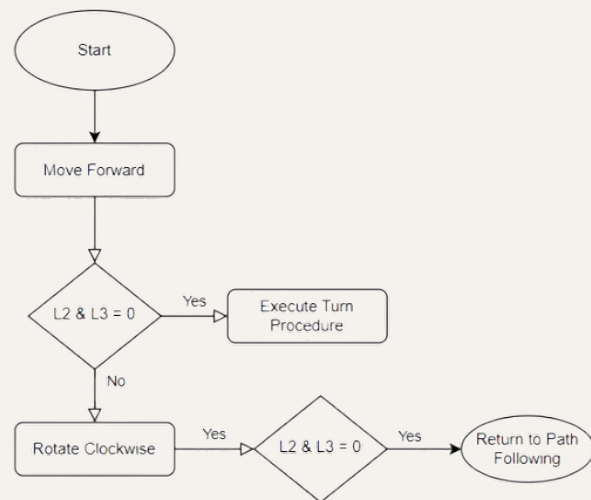 Start
Move Forward
L2 & L3 = 0
Yes
Execute Turn
Procedure
No
Rotate Clockwise
Yes
L2 & L3 = 0
Yes
Return to Path
Following